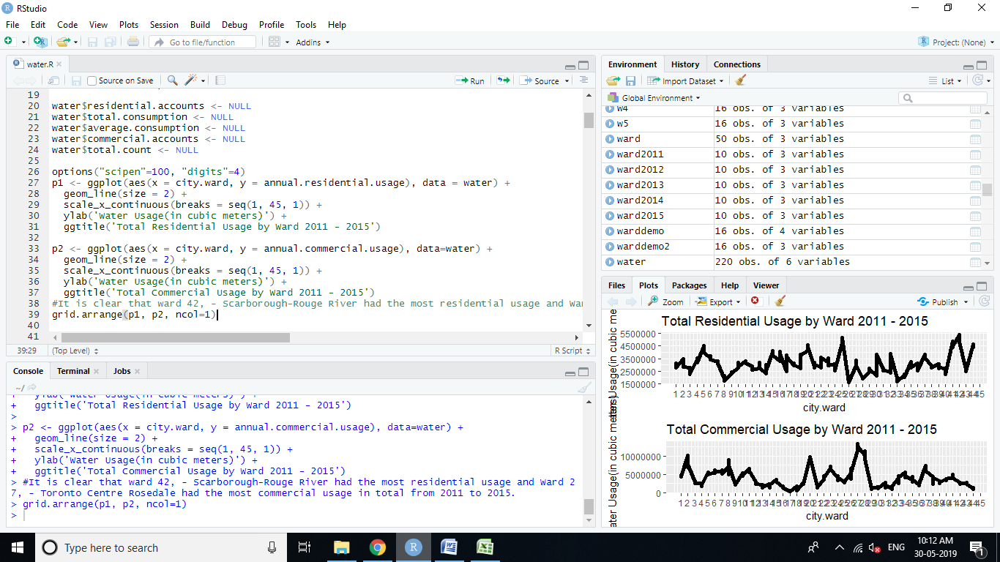 RStudio
File Edit Code View Plots Session Build Debug Profile Tools Help
Go to file/function Addins Project: (None)
water.R
Source on Save Run Source
19
20 water$residential.accounts <- NULL
21 water$total.consumption <- NULL
22 water$average.consumption <- NULL
23 water$commercial.accounts <- NULL
24 water$total.count <- NULL
25
26 options("scipen"=100, "digits"=4)
27 p1 <- ggplot(aes(x = city.ward, y = annual.residential.usage), data = water) +
28 geom_line(size = 2) +
29 scale_x_continuous(breaks = seq(1, 45, 1)) +
30 ylab('Water Usage(in cubic meters)') +
31 ggtitle('Total Residential Usage by Ward 2011 - 2015')
32
33 p2 <- ggplot(aes(x = city.ward, y = annual.commercial.usage), data=water) +
34 geom_line(size = 2) +
35 scale_x_continuous(breaks = seq(1, 45, 1)) +
36 ylab('Water Usage(in cubic meters)') +
37 ggtitle('Total Commercial Usage by Ward 2011 - 2015')
38 #It is clear that ward 42, - Scarborough-Rouge River had the most residential usage and War
39 grid.arrange(p1, p2, ncol=1)
40
41
39:29 (Top Level) R Script
Console Terminal Jobs
~/
+ ylab('Water Usage(in cubic meters)') +
+ ggtitle('Total Residential Usage by Ward 2011 - 2015')
>
> p2 <- ggplot(aes(x = city.ward, y = annual.commercial.usage), data=water) +
+ geom_line(size = 2) +
+ scale_x_continuous(breaks = seq(1, 45, 1)) +
+ ylab('Water Usage(in cubic meters)') +
+ ggtitle('Total Commercial Usage by Ward 2011 - 2015')
> #It is clear that ward 42, - Scarborough-Rouge River had the most residential usage and Ward 2
7, - Toronto Centre Rosedale had the most commercial usage in total from 2011 to 2015.
> grid.arrange(p1, p2, ncol=1)
>
Environment History Connections
Import Dataset List
Global Environment
w4 16 obs. of 3 variables
w5 16 obs. of 3 variables
ward 50 obs. of 3 variables
ward2011 10 obs. of 3 variables
ward2012 10 obs. of 3 variables
ward2013 10 obs. of 3 variables
ward2014 10 obs. of 3 variables
ward2015 10 obs. of 3 variables
warddemo 16 obs. of 4 variables
warddemo2 16 obs. of 3 variables
water 220 obs. of 6 variables
Files Plots Packages Help Viewer
Zoom Export Publish
Total Residential Usage by Ward 2011 - 2015
5500000
4500000
3500000
2500000
1500000
1 2 3 4 5 6 7 8 9
city.ward
Total Commercial Usage by Ward 2011 - 2015
ater Usage(in cubic meters)
10000000
5000000
0
1 2 3 4 5 6 7 8 9
city.ward
Type here to search
ENG
10:12 AM
30-05-2019
1